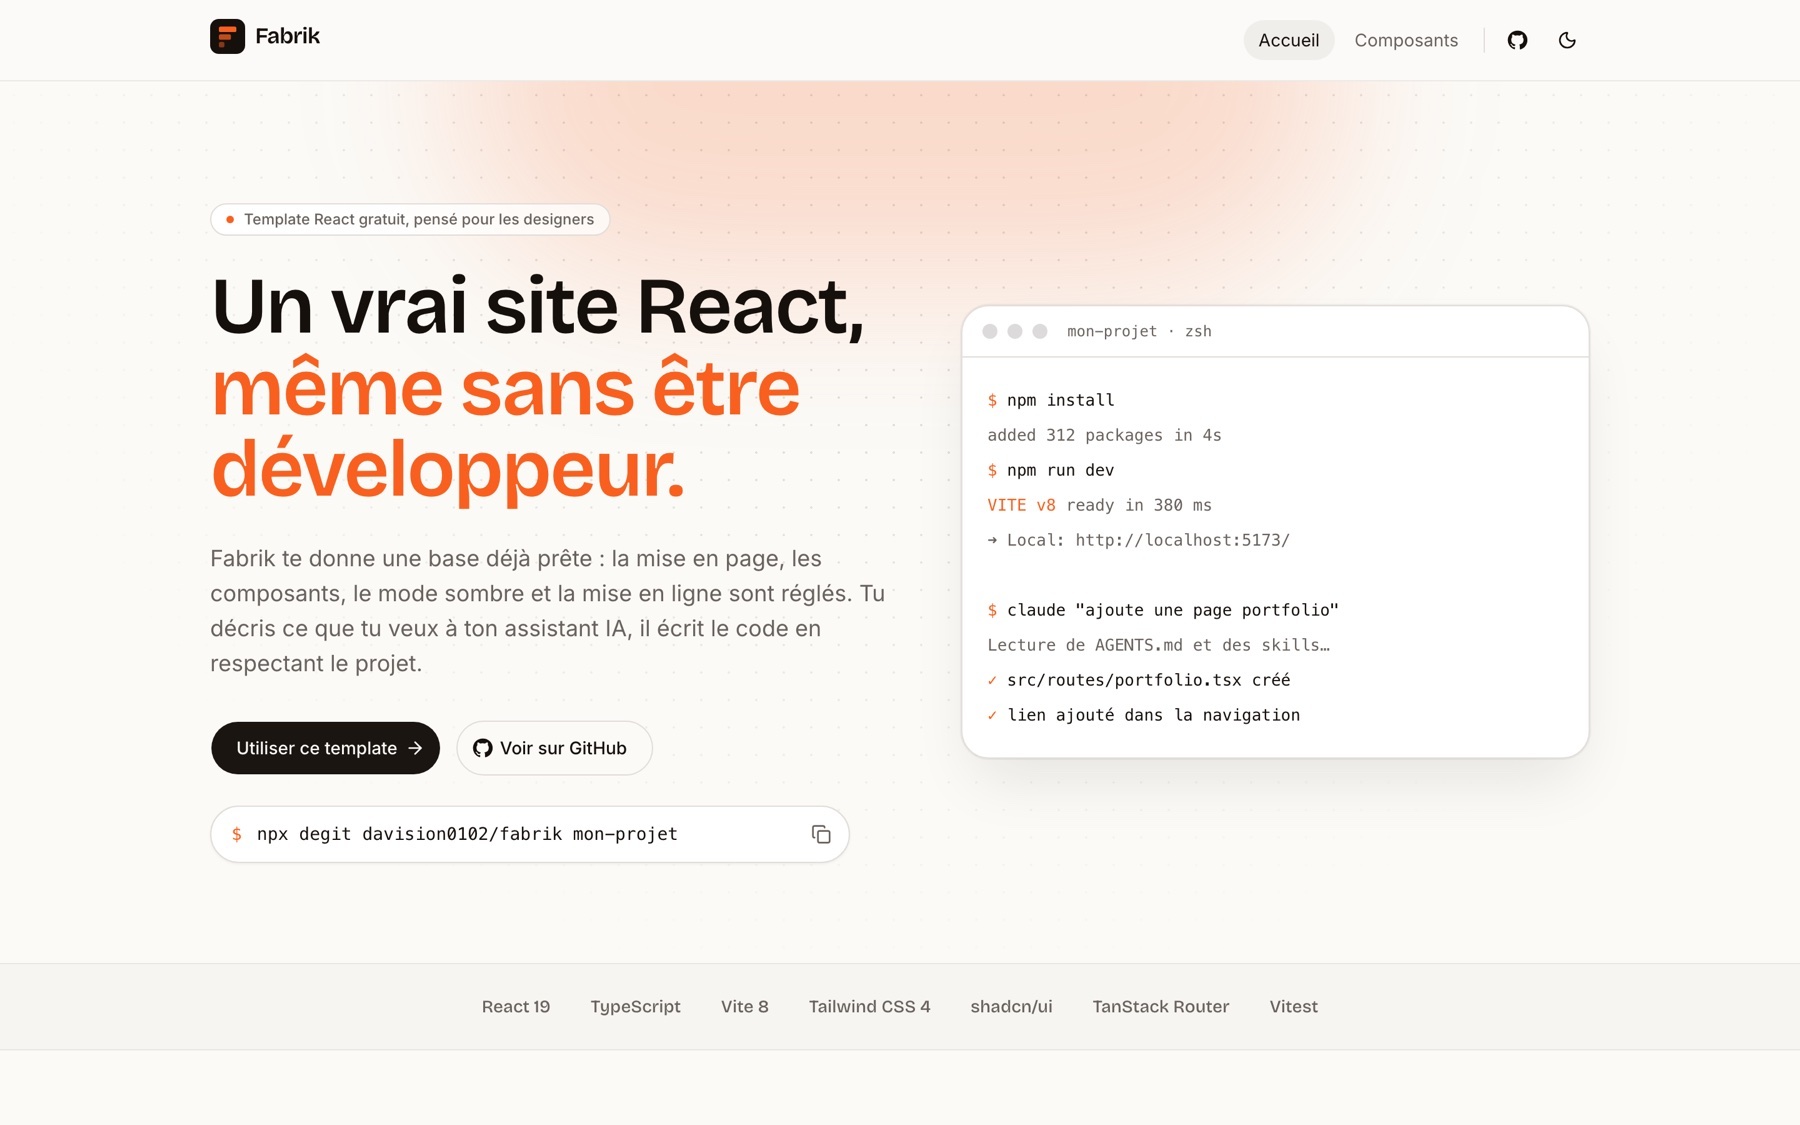 Fabrik
Accueil
Composants
Template React gratuit, pensé pour les designers
Un vrai site React,
même sans être
développeur.
Fabrik te donne une base déjà prête : la mise en page, les
composants, le mode sombre et la mise en ligne sont réglés. Tu
décris ce que tu veux à ton assistant IA, il écrit le code en
respectant le projet.
Utiliser ce template →
Voir sur GitHub
$ npx degit davision0102/fabrik mon-projet
mon-projet · zsh
$ npm install
added 312 packages in 4s
$ npm run dev
VITE v8 ready in 380 ms
➜ Local: http://localhost:5173/
$ claude "ajoute une page portfolio"
Lecture de AGENTS.md et des skills…
✓ src/routes/portfolio.tsx créé
✓ lien ajouté dans la navigation
React 19
TypeScript
Vite 8
Tailwind CSS 4
shadcn/ui
TanStack Router
Vitest